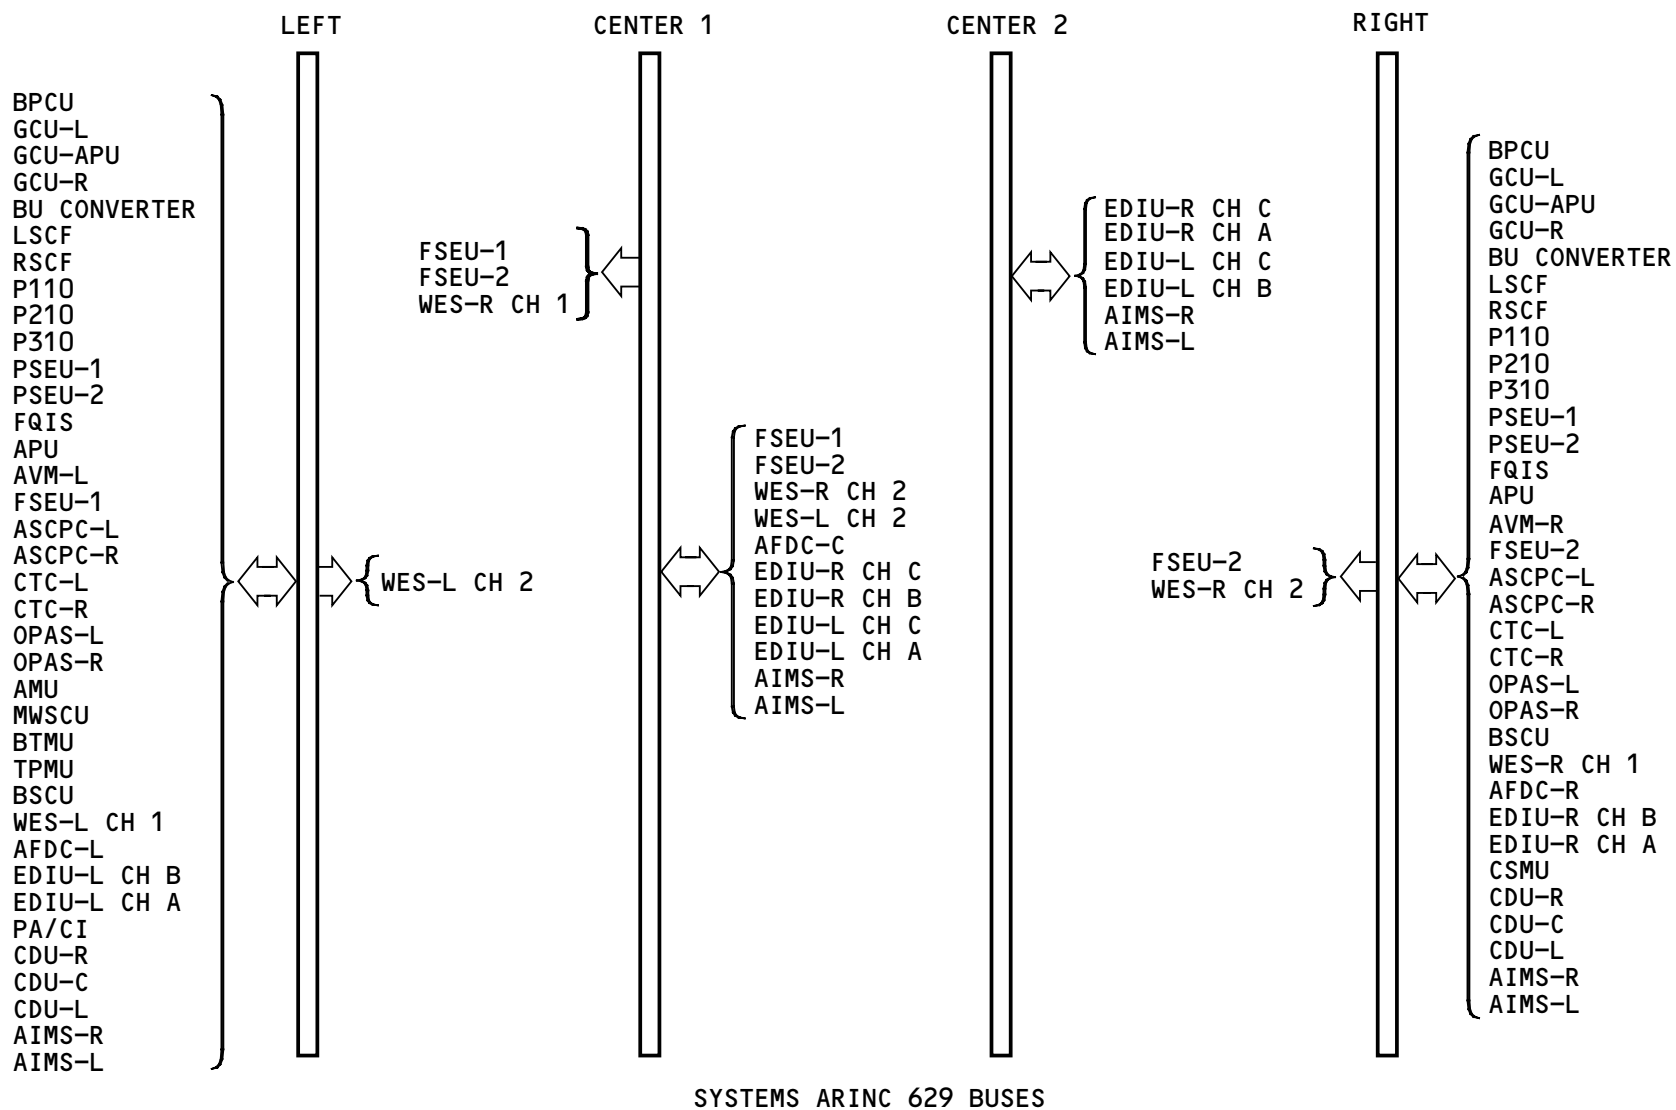 LEFT
CENTER 1
CENTER 2
RIGHT
BPCU
GCU-L
GCU-APU
GCU-R
BU CONVERTER
LSCF
RSCF
P110
P210
P310
PSEU-1
PSEU-2
FQIS
APU
AVM-L
FSEU-1
ASCPC-L
ASCPC-R
CTC-L
CTC-R
OPAS-L
OPAS-R
AMU
MWSCU
BTMU
TPMU
BSCU
WES-L CH 1
AFDC-L
EDIU-L CH B
EDIU-L CH A
PA/CI
CDU-R
CDU-C
CDU-L
AIMS-R
AIMS-L
WES-L CH 2
FSEU-1
FSEU-2
WES-R CH 1
FSEU-1
FSEU-2
WES-R CH 2
WES-L CH 2
AFDC-C
EDIU-R CH C
EDIU-R CH B
EDIU-L CH C
EDIU-L CH A
AIMS-R
AIMS-L
EDIU-R CH C
EDIU-R CH A
EDIU-L CH C
EDIU-L CH B
AIMS-R
AIMS-L
FSEU-2
WES-R CH 2
BPCU
GCU-L
GCU-APU
GCU-R
BU CONVERTER
LSCF
RSCF
P110
P210
P310
PSEU-1
PSEU-2
FQIS
APU
AVM-R
FSEU-2
ASCPC-L
ASCPC-R
CTC-L
CTC-R
OPAS-L
OPAS-R
BSCU
WES-R CH 1
AFDC-R
EDIU-R CH B
EDIU-R CH A
CSMU
CDU-R
CDU-C
CDU-L
AIMS-R
AIMS-L
SYSTEMS ARINC 629 BUSES